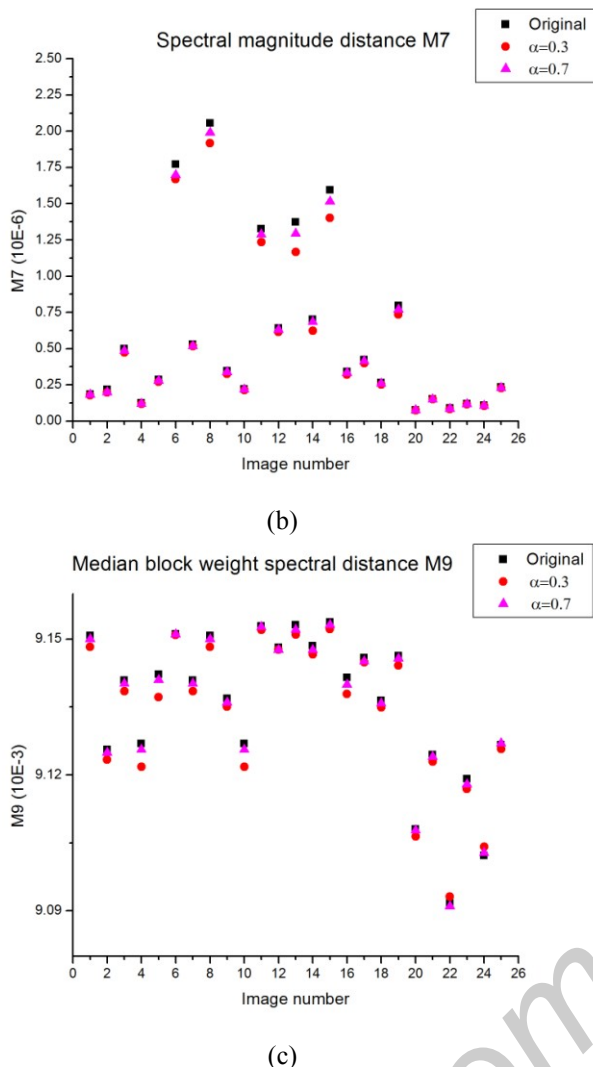 Spectral magnitude distance M7
Original
α=0.3
α=0.7
2.50
2.25
2.00
1.75
1.50
1.25
1.00
0.75
0.50
0.25
0.00
M7 (10E-6)
0 2 4 6 8 10 12 14 16 18 20 22 24 26
Image number
(b)
Median block weight spectral distance M9
Original
α=0.3
α=0.7
9.15
9.12
9.09
M9 (10E-3)
0 2 4 6 8 10 12 14 16 18 20 22 24 26
Image number
(c)
om